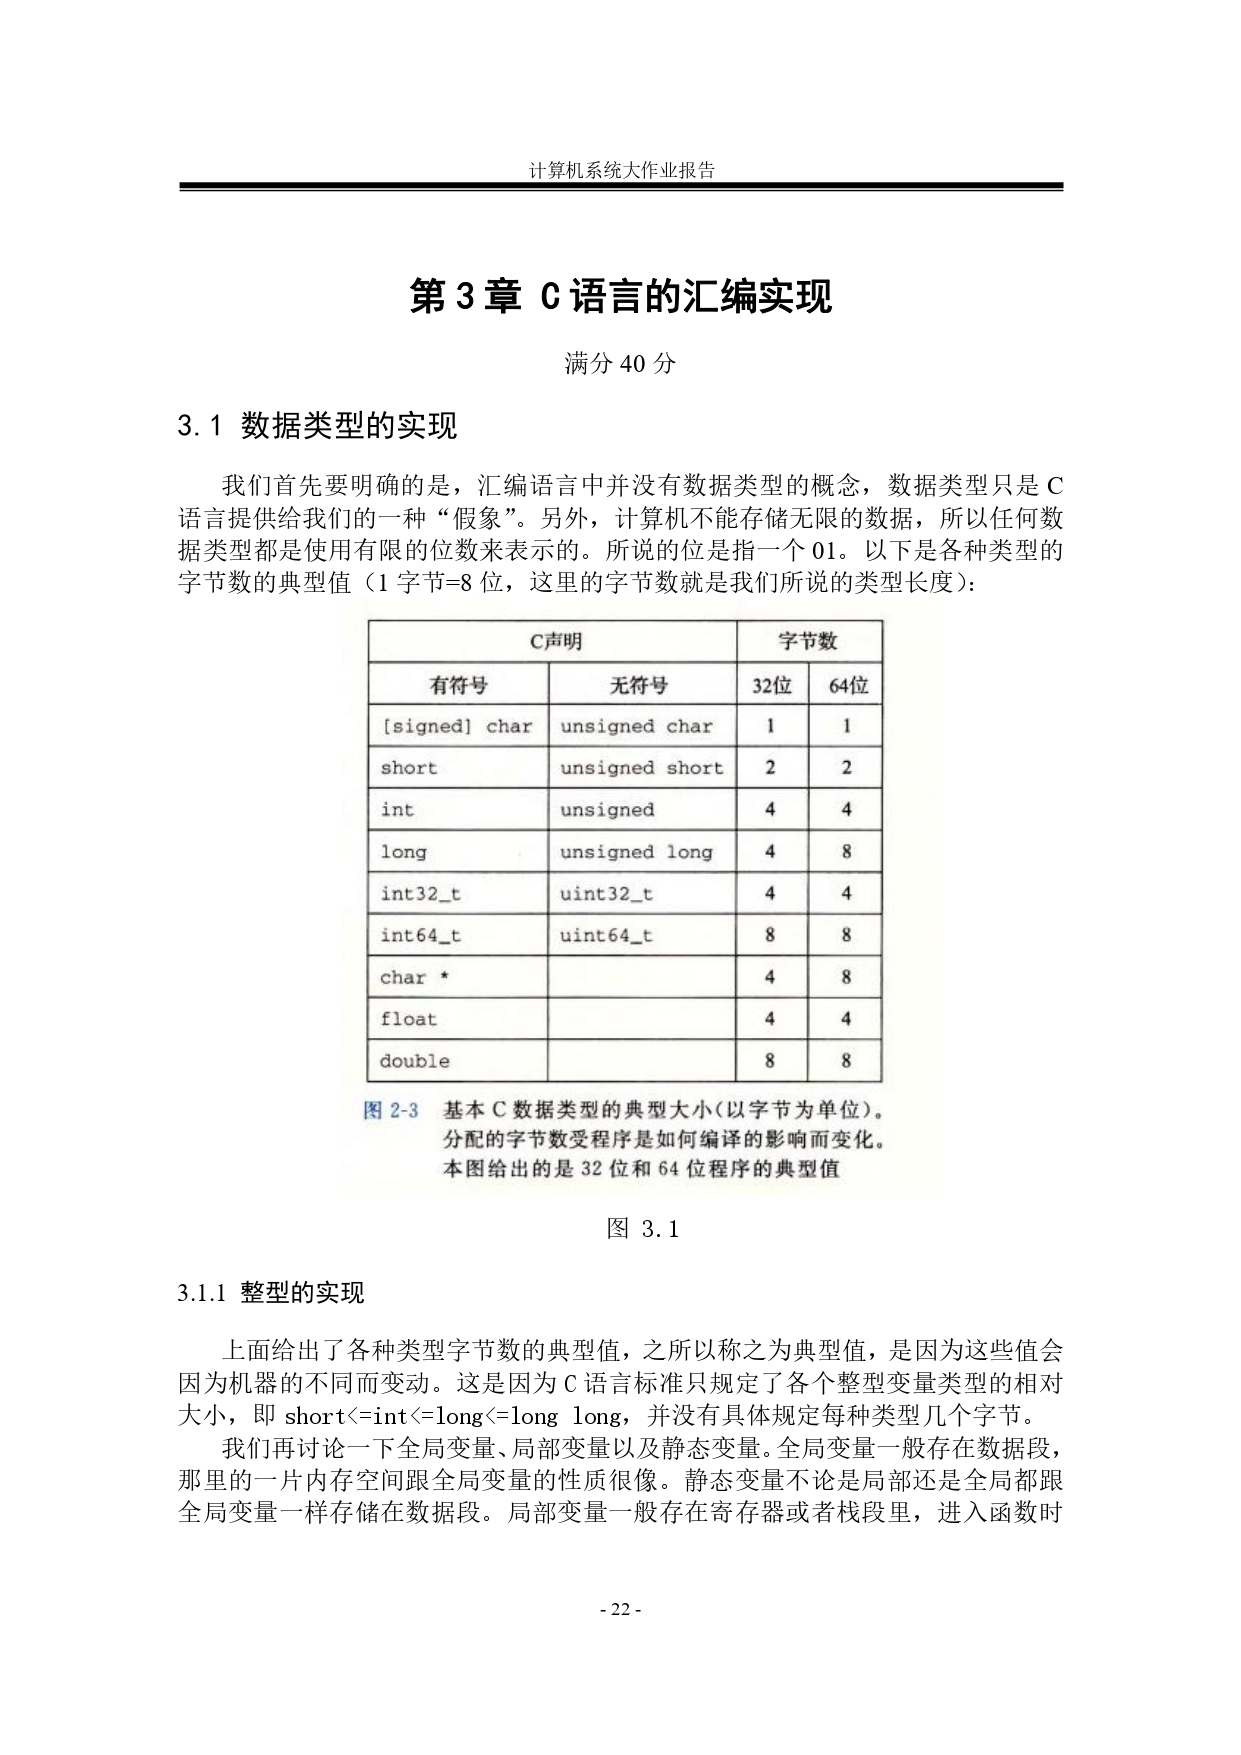 计算机系统大作业报告
第 3 章 C 语言的汇编实现
满分 40 分
3.1 数据类型的实现
我们首先要明确的是，汇编语言中并没有数据类型的概念，数据类型只是 C
语言提供给我们的一种“假象”。另外，计算机不能存储无限的数据，所以任何数
据类型都是使用有限的位数来表示的。所说的位是指一个 01。以下是各种类型的
字节数的典型值（1 字节=8 位，这里的字节数就是我们所说的类型长度）：
C声明 字节数
有符号 无符号 32位 64位
[signed] char unsigned char 1 1
short unsigned short 2 2
int unsigned 4 4
long unsigned long 4 8
int32_t uint32_t 4 4
int64_t uint64_t 8 8
char * 4 8
float 4 4
double 8 8
图 2-3 基本 C 数据类型的典型大小(以字节为单位)。
分配的字节数受程序是如何编译的影响而变化。
本图给出的是 32 位和 64 位程序的典型值
图 3.1
3.1.1 整型的实现
上面给出了各种类型字节数的典型值，之所以称之为典型值，是因为这些值会
因为机器的不同而变动。这是因为 C 语言标准只规定了各个整型变量类型的相对
大小，即 short<=int<=long<=long long，并没有具体规定每种类型几个字节。
我们再讨论一下全局变量、局部变量以及静态变量。全局变量一般存在数据段，
那里的一片内存空间跟全局变量的性质很像。静态变量不论是局部还是全局都跟
全局变量一样存储在数据段。局部变量一般存在寄存器或者栈段里，进入函数时
- 22 -